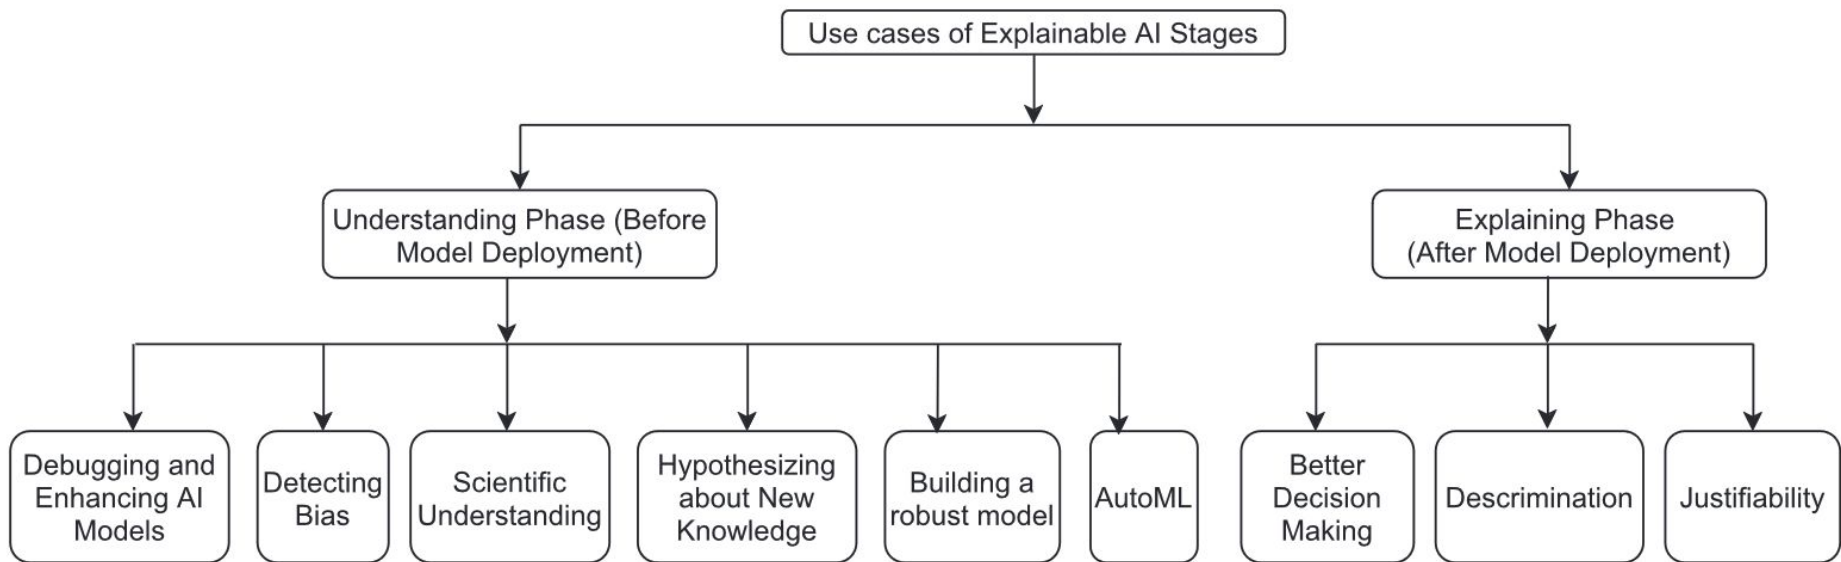 Use cases of Explainable AI Stages
Understanding Phase (Before
Model Deployment)
Explaining Phase
(After Model Deployment)
Debugging and
Enhancing AI
Models
Detecting
Bias
Scientific
Understanding
Hypothesizing
about New
Knowledge
Building a
robust model
AutoML
Better
Decision
Making
Descrimination
Justifiability